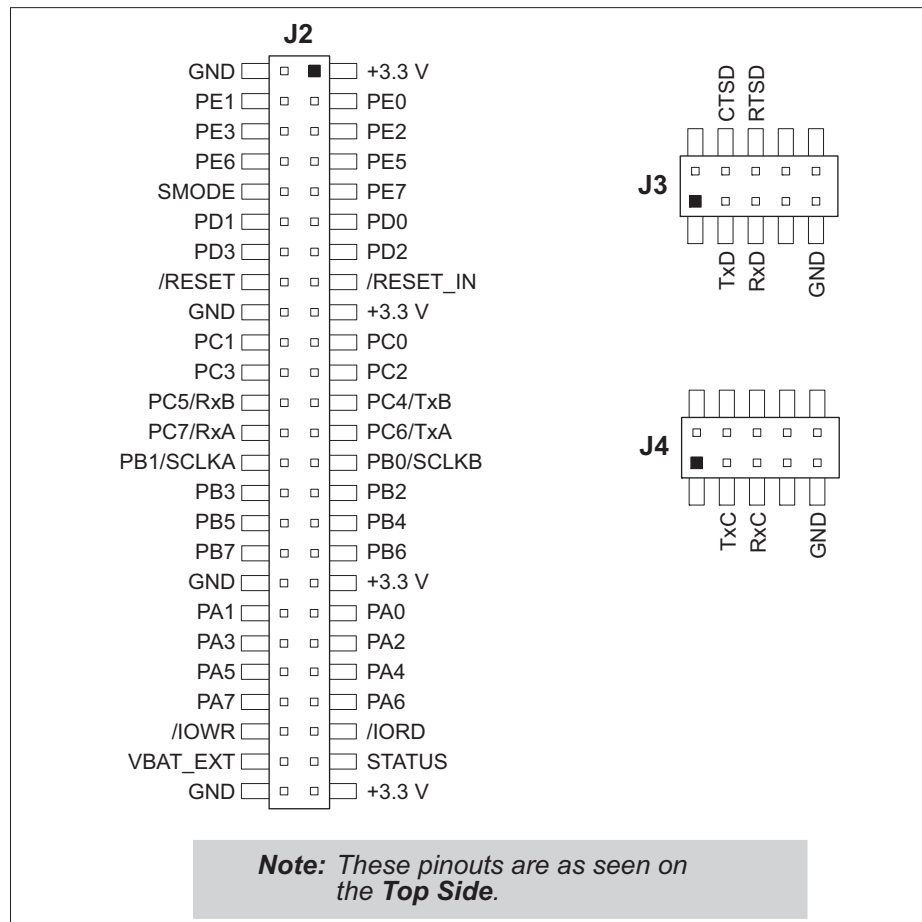 J2
GND +3.3 V
PE1 PE0
PE3 PE2
PE6 PE5
SMODE PE7
PD1 PD0
PD3 PD2
/RESET /RESET_IN
GND +3.3 V
PC1 PC0
PC3 PC2
PC5/RxB PC4/TxB
PC7/RxA PC6/TxA
PB1/SCLKA PB0/SCLKB
PB3 PB2
PB5 PB4
PB7 PB6
GND +3.3 V
PA1 PA0
PA3 PA2
PA5 PA4
PA7 PA6
/IOWR /IORD
VBAT_EXT STATUS
GND +3.3 V
CTSD RTSD
J3
TxD RxD GND
J4
TxC RxC GND
Note: These pinouts are as seen on
the Top Side.